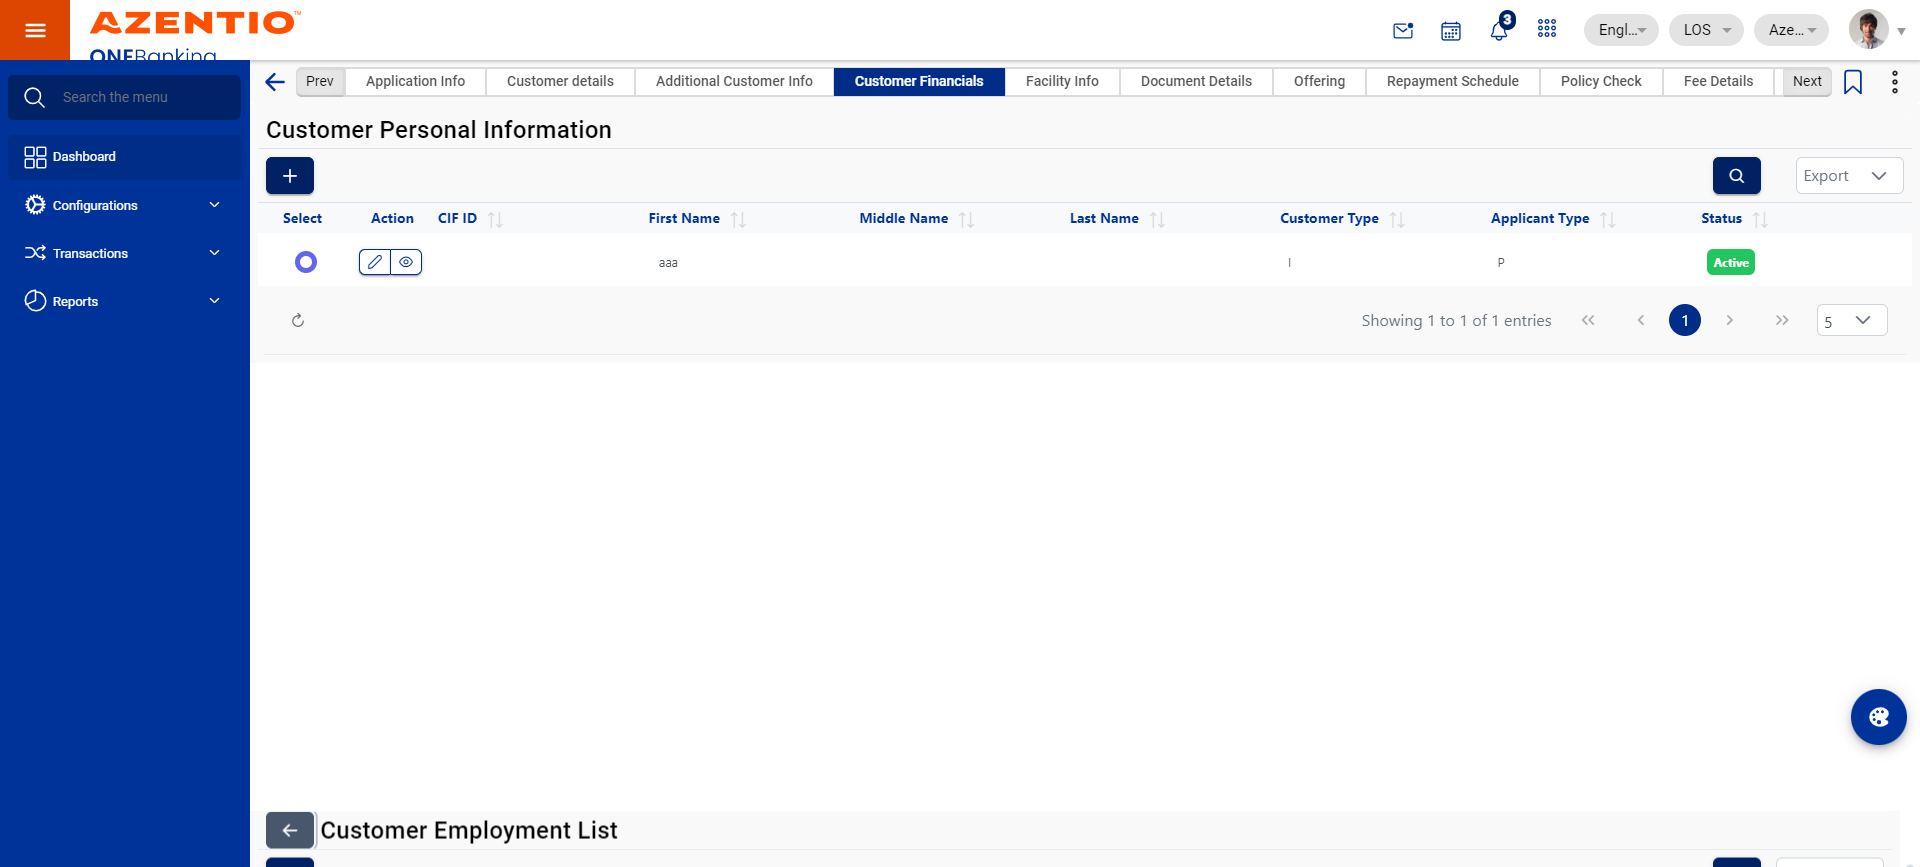 AZENTIO™
ONEBanking
3
Engl...
LOS
Aze...
Search the menu
Dashboard
Configurations
Transactions
Reports
Prev
Application Info
Customer details
Additional Customer Info
Customer Financials
Facility Info
Document Details
Offering
Repayment Schedule
Policy Check
Fee Details
Next
Customer Personal Information
Export
Select Action CIF ID First Name Middle Name Last Name Customer Type Applicant Type Status
aaa I P Active
Showing 1 to 1 of 1 entries
1
5
Customer Employment List